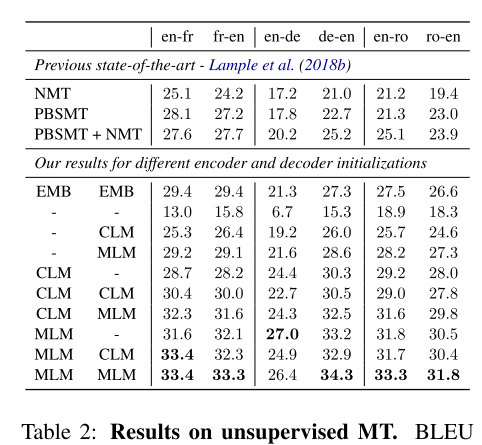 en-fr fr-en en-de de-en en-ro ro-en
Previous state-of-the-art - Lample et al. (2018b)
NMT 25.1 24.2 17.2 21.0 21.2 19.4
PBSMT 28.1 27.2 17.8 22.7 21.3 23.0
PBSMT + NMT 27.6 27.7 20.2 25.2 25.1 23.9
Our results for different encoder and decoder initializations
EMB EMB 29.4 29.4 21.3 27.3 27.5 26.6
- - 13.0 15.8 6.7 15.3 18.9 18.3
- CLM 25.3 26.4 19.2 26.0 25.7 24.6
- MLM 29.2 29.1 21.6 28.6 28.2 27.3
CLM - 28.7 28.2 24.4 30.3 29.2 28.0
CLM CLM 30.4 30.0 22.7 30.5 29.0 27.8
CLM MLM 32.3 31.6 24.3 32.5 31.6 29.8
MLM - 31.6 32.1 27.0 33.2 31.8 30.5
MLM CLM 33.4 32.3 24.9 32.9 31.7 30.4
MLM MLM 33.4 33.3 26.4 34.3 33.3 31.8
Table 2: Results on unsupervised MT. BLEU